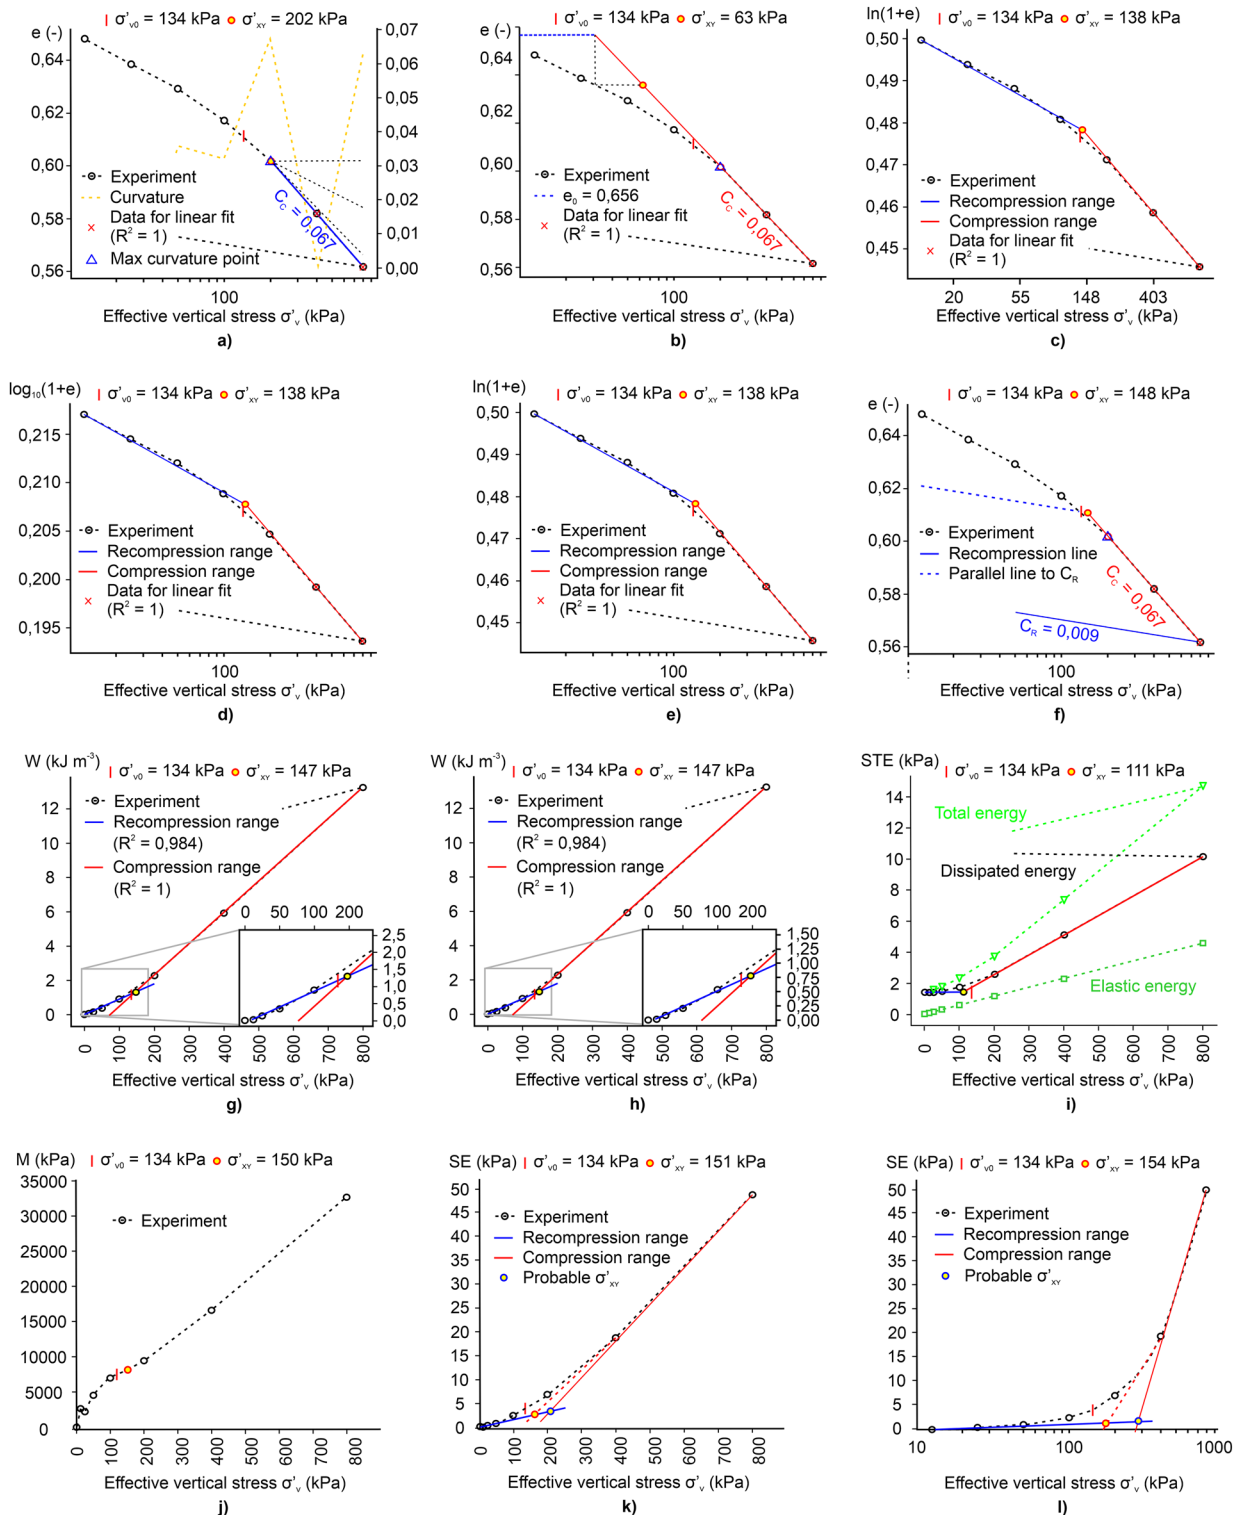 σ'v0 = 134 kPa σ'XY = 202 kPa
e (-)
0,64
0,62
0,60
0,58
0,56
0,07
0,06
0,05
0,04
0,03
0,02
0,01
0,00
Experiment
Curvature
Data for linear fit
(R² = 1)
Max curvature point
CC = 0.067
100
Effective vertical stress σ'v (kPa)
a)
σ'v0 = 134 kPa σ'XY = 63 kPa
e (-)
0,64
0,62
0,60
0,58
0,56
Experiment
e0 = 0,656
Data for linear fit
(R² = 1)
CC = 0.067
100
Effective vertical stress σ'v (kPa)
b)
σ'v0 = 134 kPa σ'XY = 138 kPa
ln(1+e)
0,50
0,49
0,48
0,47
0,46
0,45
Experiment
Recompression range
Compression range
Data for linear fit
(R² = 1)
20 55 148 403
Effective vertical stress σ'v (kPa)
c)
log10(1+e)
σ'v0 = 134 kPa σ'XY = 138 kPa
0,215
0,210
0,205
0,200
0,195
Experiment
Recompression range
Compression range
Data for linear fit
(R² = 1)
100
Effective vertical stress σ'v (kPa)
d)
ln(1+e)
σ'v0 = 134 kPa σ'XY = 138 kPa
0,50
0,49
0,48
0,47
0,46
0,45
Experiment
Recompression range
Compression range
Data for linear fit
(R² = 1)
100
Effective vertical stress σ'v (kPa)
e)
σ'v0 = 134 kPa σ'XY = 148 kPa
e (-)
0,64
0,62
0,60
0,58
0,56
Experiment
Recompression line
Parallel line to CR
CC = 0,067
CR = 0,009
100
Effective vertical stress σ'v (kPa)
f)
W (kJ m-3)
σ'v0 = 134 kPa σ'XY = 147 kPa
12
10
8
6
4
2
0
Experiment
Recompression range
(R² = 0,984)
Compression range
(R² = 1)
0 50 100 200
2,5
2,0
1,5
1,0
0,5
0,0
0 100 200 300 400 500 600 700 800
Effective vertical stress σ'v (kPa)
g)
W (kJ m-3)
σ'v0 = 134 kPa σ'XY = 147 kPa
12
10
8
6
4
2
0
Experiment
Recompression range
(R² = 0,984)
Compression range
(R² = 1)
0 50 100 200
1,50
1,25
1,00
0,75
0,50
0,25
0,00
0 100 200 300 400 500 600 700 800
Effective vertical stress σ'v (kPa)
h)
STE (kPa)
σ'v0 = 134 kPa σ'XY = 111 kPa
14
12
10
8
6
4
2
0
Total energy
Dissipated energy
Elastic energy
0 100 200 300 400 500 600 700 800
Effective vertical stress σ'v (kPa)
i)
M (kPa) σ'v0 = 134 kPa σ'XY = 150 kPa
35000
30000
25000
20000
15000
10000
5000
0
Experiment
0 100 200 300 400 500 600 700 800
Effective vertical stress σ'v (kPa)
j)
SE (kPa) σ'v0 = 134 kPa σ'XY = 151 kPa
50
45
40
35
30
25
20
15
10
5
0
Experiment
Recompression range
Compression range
Probable σ'XY
0 100 200 300 400 500 600 700 800
Effective vertical stress σ'v (kPa)
k)
SE (kPa) σ'v0 = 134 kPa σ'XY = 154 kPa
50
45
40
35
30
25
20
15
10
5
0
Experiment
Recompression range
Compression range
Probable σ'XY
10 100 1000
Effective vertical stress σ'v (kPa)
l)